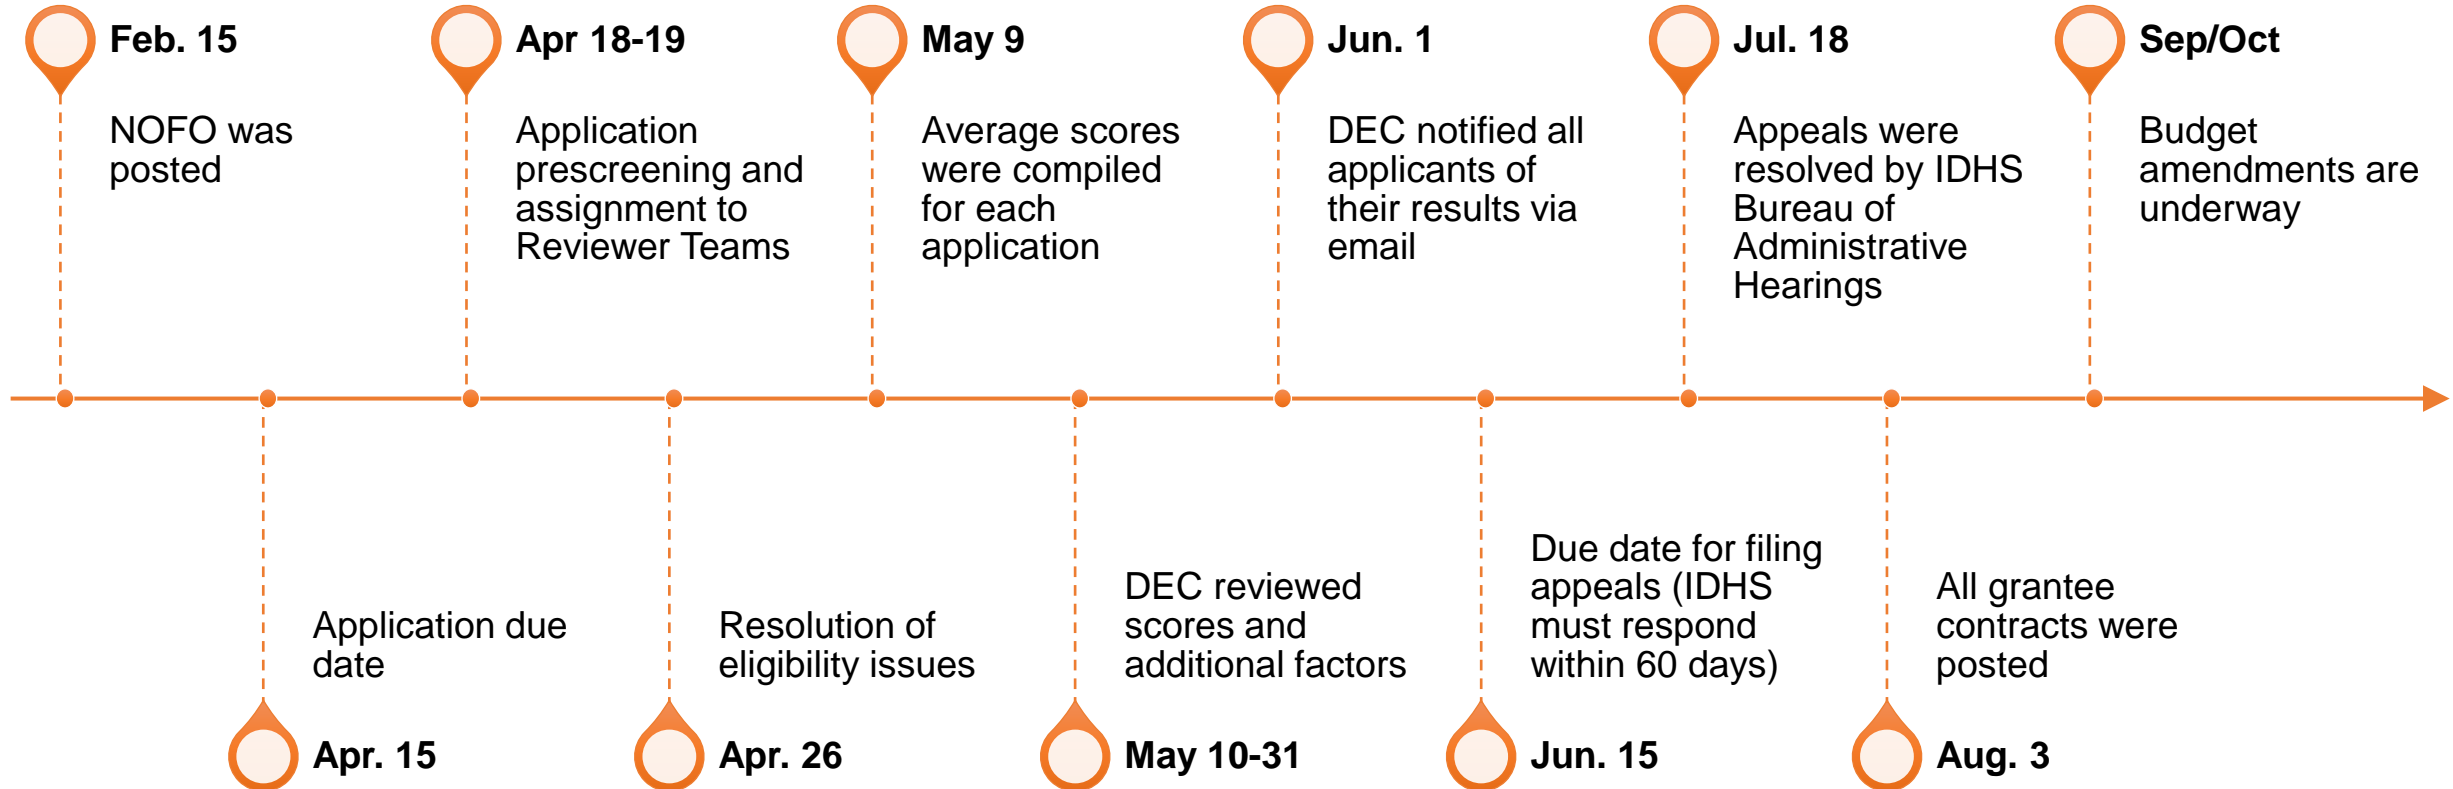 Feb. 15
NOFO was
posted
Apr. 15
Application due
date
Apr 18-19
Application
prescreening and
assignment to
Reviewer Teams
Apr. 26
Resolution of
eligibility issues
May 9
Average scores
were compiled
for each
application
May 10-31
DEC reviewed
scores and
additional factors
Jun. 1
DEC notified all
applicants of
their results via
email
Jun. 15
Due date for filing
appeals (IDHS
must respond
within 60 days)
Jul. 18
Appeals were
resolved by IDHS
Bureau of
Administrative
Hearings
Aug. 3
All grantee
contracts were
posted
Sep/Oct
Budget
amendments are
underway